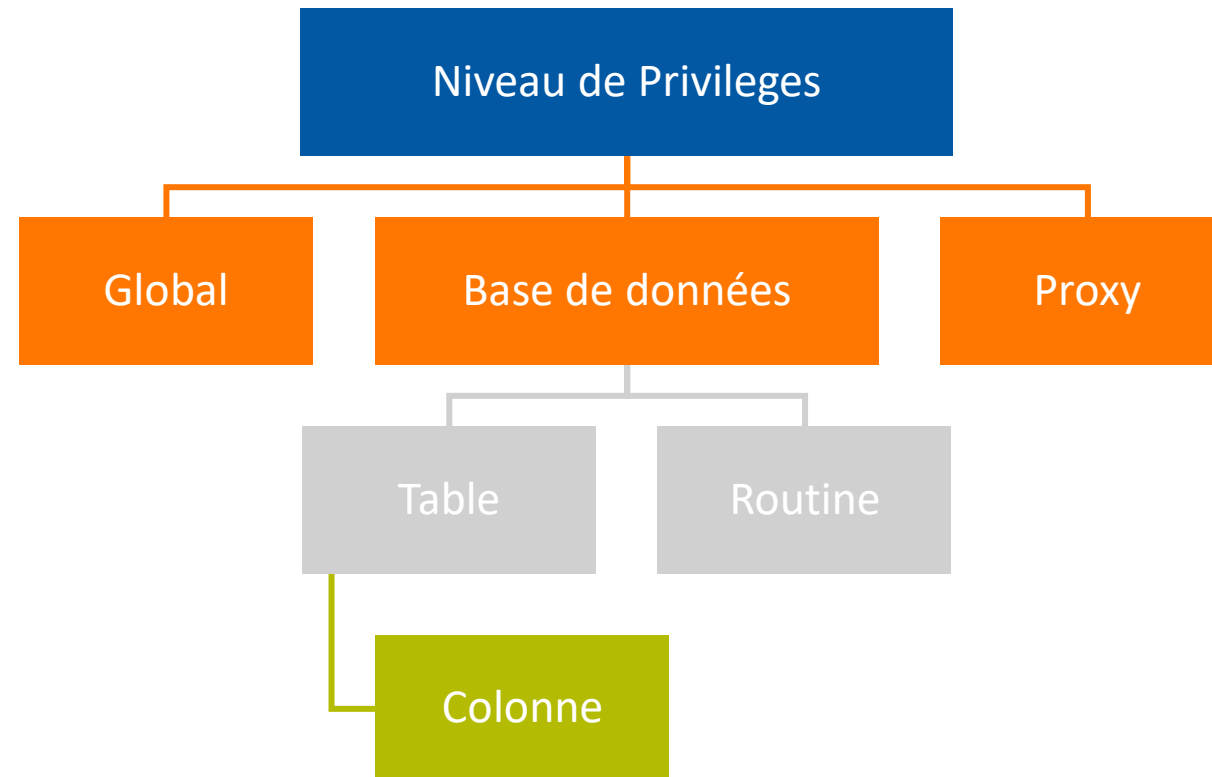 Niveau de Privileges
Global
Base de données
Proxy
Table
Routine
Colonne